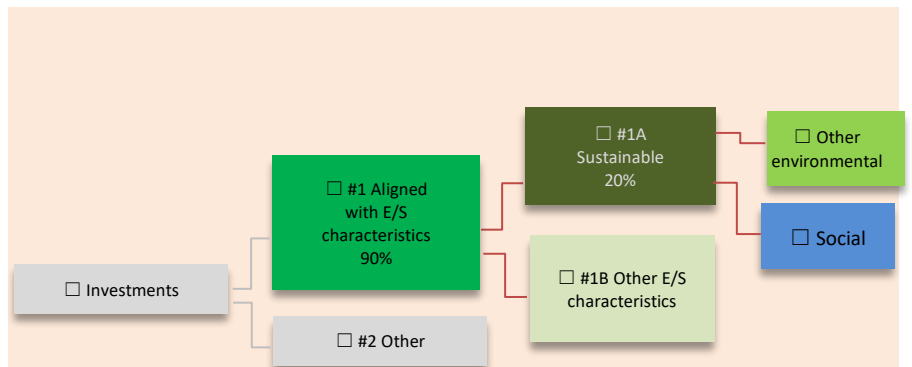 ☐ Investments
☐ #1 Aligned
with E/S
characteristics
90%
☐ #2 Other
☐ #1A
Sustainable
20%
☐ #1B Other E/S
characteristics
☐ Other
environmental
☐ Social